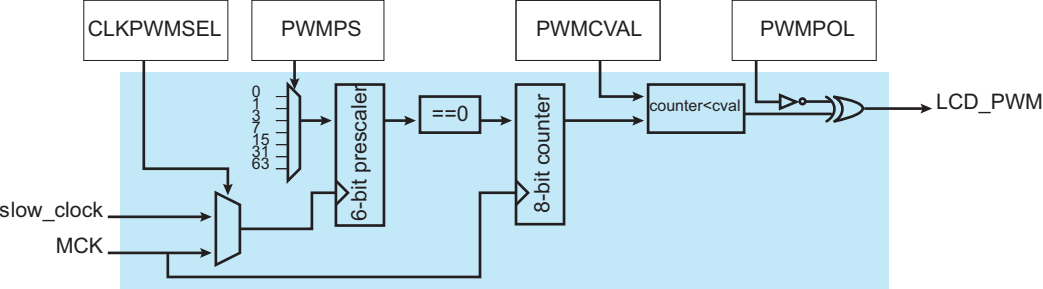 CLKPWMSEL
PWMPS
PWMCVAL
PWMPOL
0
1
3
7
15
31
63
6-bit prescaler
==0
8-bit counter
counter<cval
LCD_PWM
slow_clock
MCK